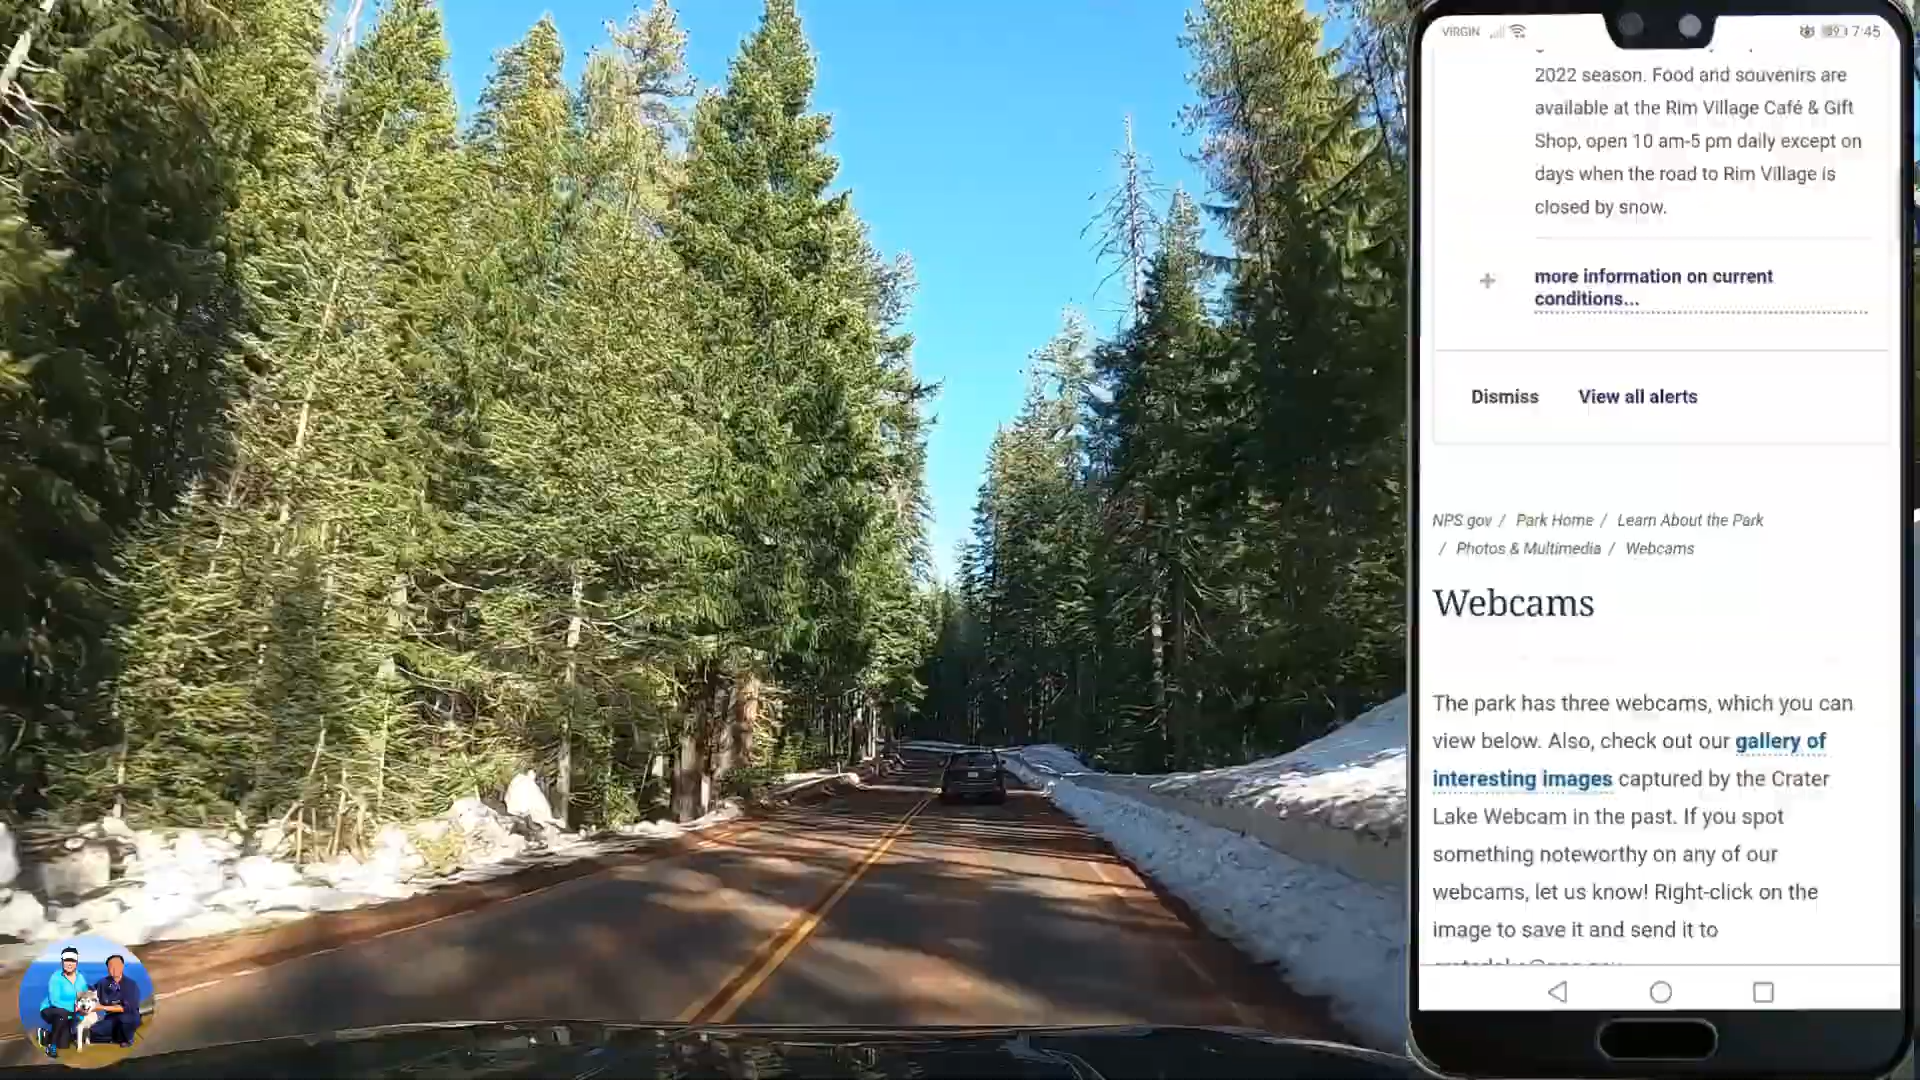 VIRGIN
7:45
2022 season. Food and souvenirs are
available at the Rim Village Café & Gift
Shop, open 10 am-5 pm daily except on
days when the road to Rim Village is
closed by snow.
more information on current
conditions...
Dismiss View all alerts
NPS.gov / Park Home / Learn About the Park
/ Photos & Multimedia / Webcams
Webcams
The park has three webcams, which you can
view below. Also, check out our gallery of
interesting images captured by the Crater
Lake Webcam in the past. If you spot
something noteworthy on any of our
webcams, let us know! Right-click on the
image to save it and send it to